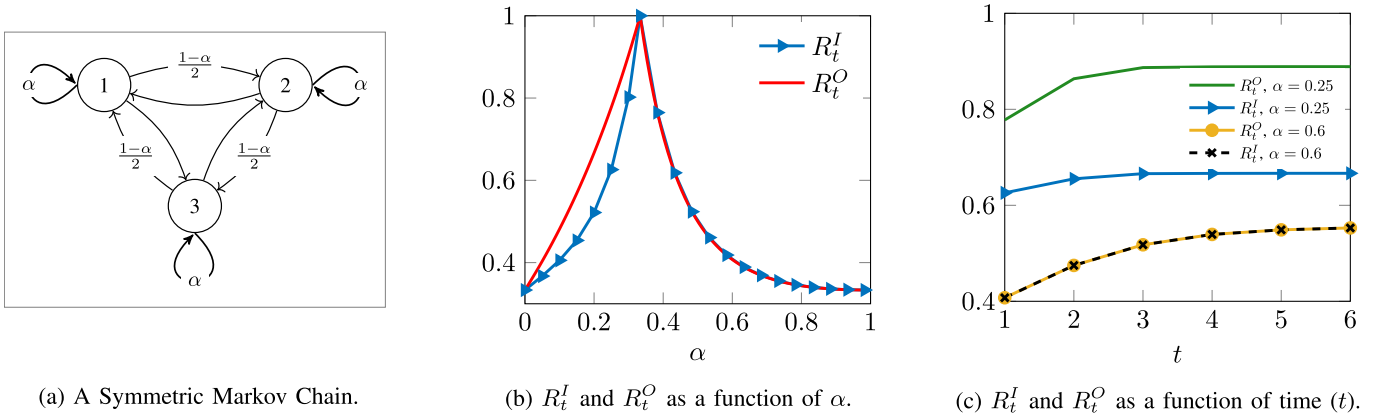 α
1
1−α/2
2
α
1−α/2
1−α/2
3
α
(a) A Symmetric Markov Chain.
1
0.8
0.6
0.4
0 0.2 0.4 0.6 0.8 1
α
R_t^I
R_t^O
(b) R_t^I and R_t^O as a function of α.
1
0.8
0.6
0.4
1 2 3 4 5 6
t
R_t^O, α = 0.25
R_t^I, α = 0.25
R_t^O, α = 0.6
R_t^I, α = 0.6
(c) R_t^I and R_t^O as a function of time (t).